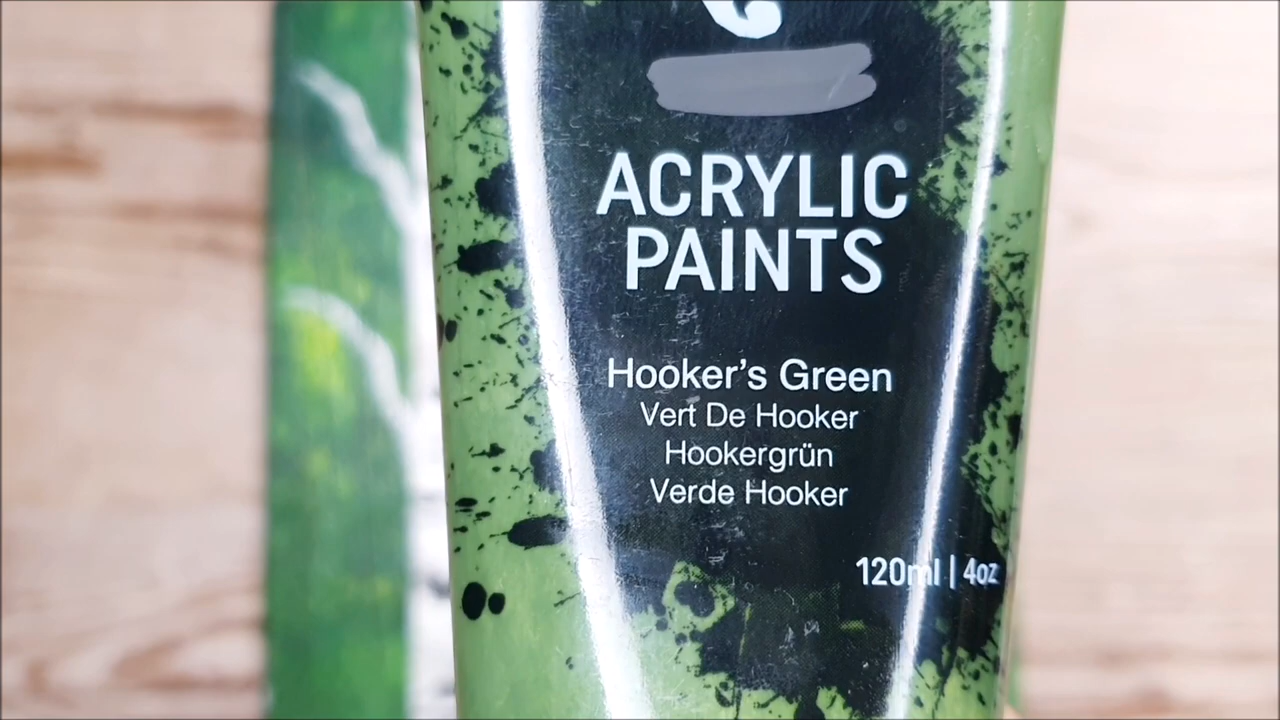 ACRYLIC
PAINTS
Hooker's Green
Vert De Hooker
Hookergrün
Verde Hooker
120ml | 4oz